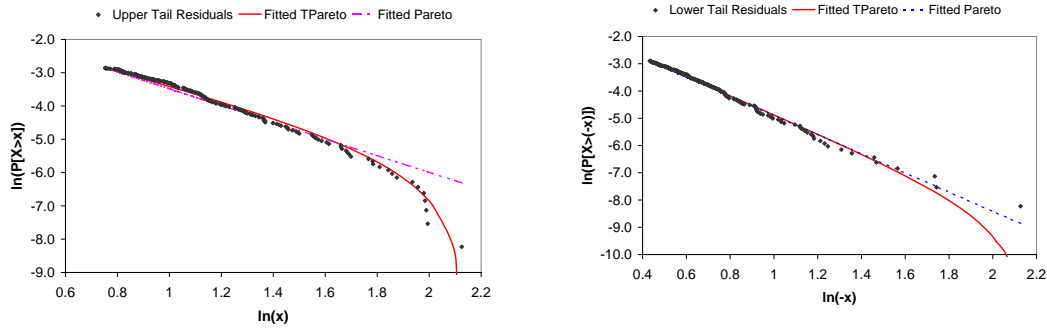 Upper Tail Residuals Fitted TPareto Fitted Pareto
-2.0
-3.0
-4.0
-5.0
-6.0
-7.0
-8.0
-9.0
ln(P[X>x])
0.6 0.8 1 1.2 1.4 1.6 1.8 2 2.2
ln(x)
Lower Tail Residuals Fitted TPareto Fitted Pareto
-2.0
-3.0
-4.0
-5.0
-6.0
-7.0
-8.0
-9.0
-10.0
ln(P[X>(-x)])
0.4 0.6 0.8 1 1.2 1.4 1.6 1.8 2 2.2
ln(-x)